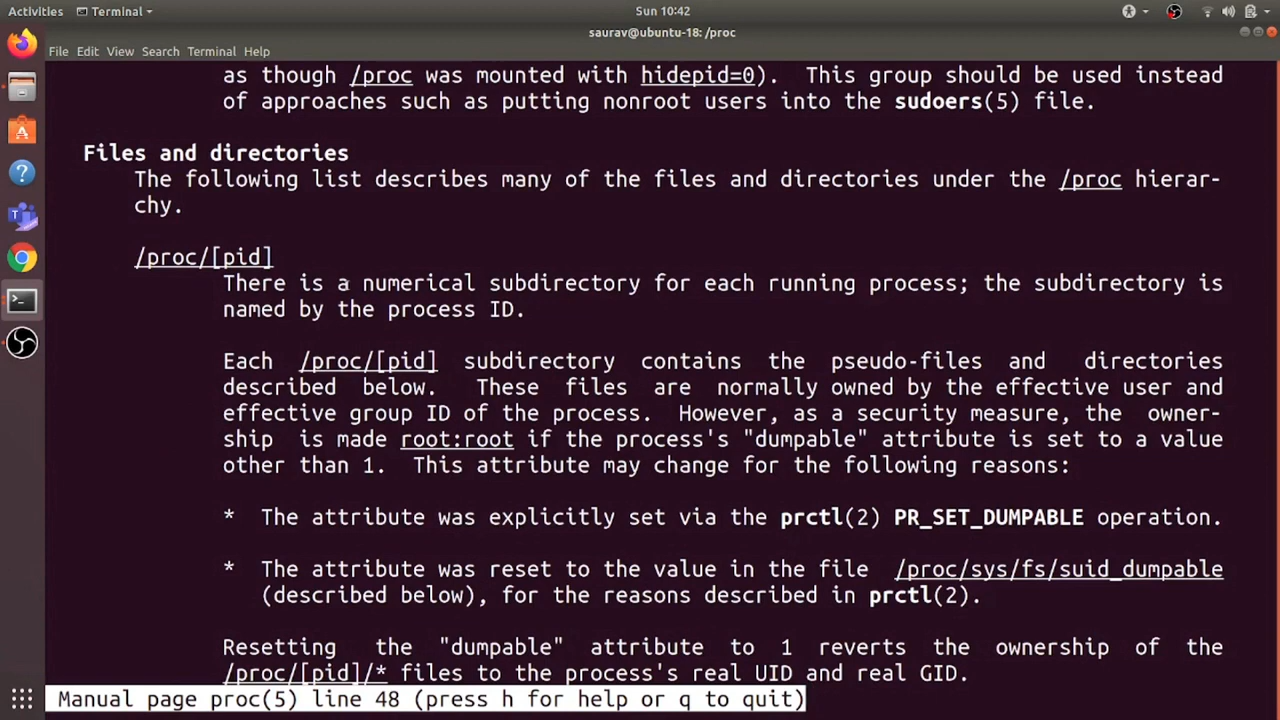 Activities Terminal Sun 10:42
saurav@ubuntu-18: /proc
File Edit View Search Terminal Help
as though /proc was mounted with hidepid=0). This group should be used instead
of approaches such as putting nonroot users into the sudoers(5) file.
Files and directories
The following list describes many of the files and directories under the /proc hierar-
chy.
/proc/[pid]
There is a numerical subdirectory for each running process; the subdirectory is
named by the process ID.
Each /proc/[pid] subdirectory contains the pseudo-files and directories
described below. These files are normally owned by the effective user and
effective group ID of the process. However, as a security measure, the owner-
ship is made root:root if the process's "dumpable" attribute is set to a value
other than 1. This attribute may change for the following reasons:
* The attribute was explicitly set via the prctl(2) PR_SET_DUMPABLE operation.
* The attribute was reset to the value in the file /proc/sys/fs/suid_dumpable
(described below), for the reasons described in prctl(2).
Resetting the "dumpable" attribute to 1 reverts the ownership of the
/proc/[pid]/* files to the process's real UID and real GID.
Manual page proc(5) line 48 (press h for help or q to quit)